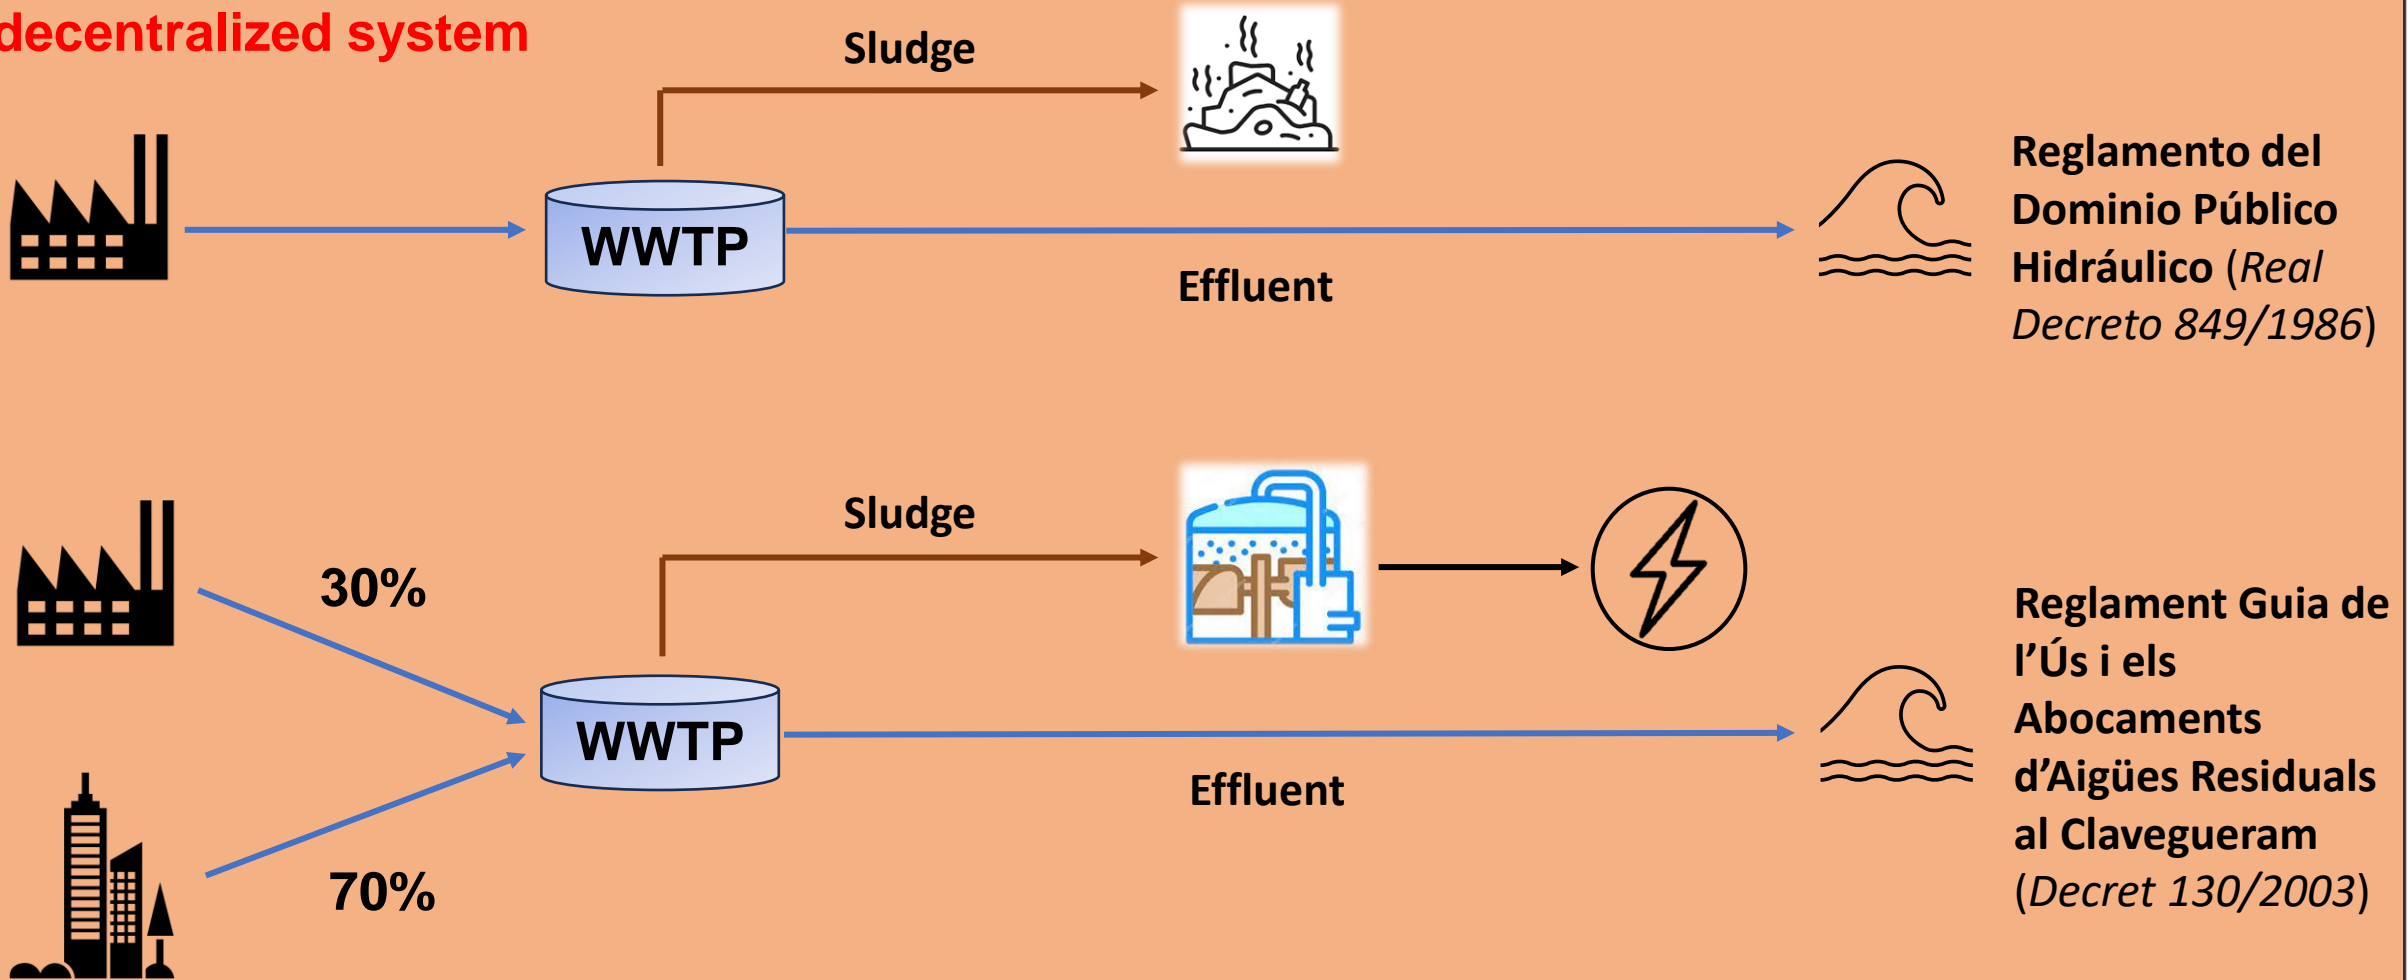 decentralized system
Sludge
WWTP
Effluent
Reglamento del
Dominio Público
Hidráulico (Real
Decreto 849/1986)
30%
70%
Sludge
WWTP
Effluent
Reglament Guia de
l’Ús i els
Abocaments
d’Aigües Residuals
al Clavegueram
(Decret 130/2003)